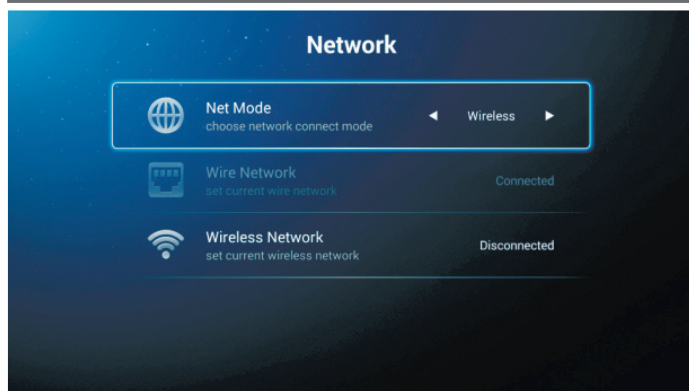 Network
Net Mode
choose network connect mode
Wireless
Wire Network
set current wire network
Connected
Wireless Network
set current wireless network
Disconnected